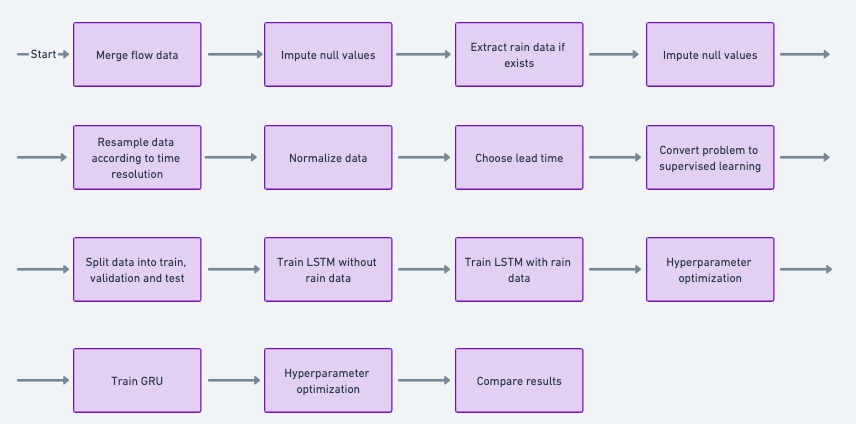 Start
Merge flow data
Impute null values
Extract rain data if
exists
Impute null values
Resample data
according to time
resolution
Normalize data
Choose lead time
Convert problem to
supervised learning
Split data into train,
validation and test
Train LSTM without
rain data
Train LSTM with rain
data
Hyperparameter
optimization
Train GRU
Hyperparameter
optimization
Compare results